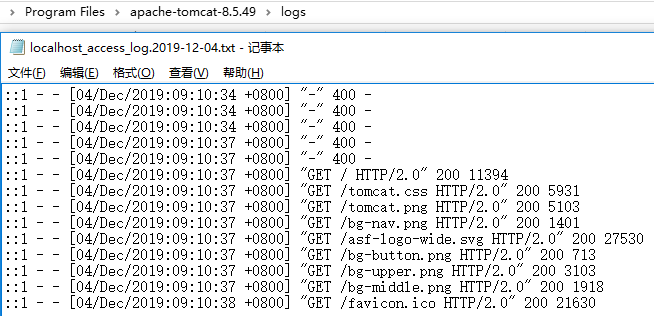 Program Files > apache-tomcat-8.5.49 > logs
localhost_access_log.2019-12-04.txt - 记事本
文件(F) 编辑(E) 格式(O) 查看(V) 帮助(H)
::1 - - [04/Dec/2019:09:10:34 +0800] "-" 400 -
::1 - - [04/Dec/2019:09:10:34 +0800] "-" 400 -
::1 - - [04/Dec/2019:09:10:34 +0800] "-" 400 -
::1 - - [04/Dec/2019:09:10:37 +0800] "-" 400 -
::1 - - [04/Dec/2019:09:10:37 +0800] "-" 400 -
::1 - - [04/Dec/2019:09:10:37 +0800] "GET / HTTP/2.0" 200 11394
::1 - - [04/Dec/2019:09:10:37 +0800] "GET /tomcat.css HTTP/2.0" 200 5931
::1 - - [04/Dec/2019:09:10:37 +0800] "GET /tomcat.png HTTP/2.0" 200 5103
::1 - - [04/Dec/2019:09:10:37 +0800] "GET /bg-nav.png HTTP/2.0" 200 1401
::1 - - [04/Dec/2019:09:10:37 +0800] "GET /asf-logo-wide.svg HTTP/2.0" 200 27530
::1 - - [04/Dec/2019:09:10:37 +0800] "GET /bg-button.png HTTP/2.0" 200 713
::1 - - [04/Dec/2019:09:10:37 +0800] "GET /bg-upper.png HTTP/2.0" 200 3103
::1 - - [04/Dec/2019:09:10:37 +0800] "GET /bg-middle.png HTTP/2.0" 200 1918
::1 - - [04/Dec/2019:09:10:38 +0800] "GET /favicon.ico HTTP/2.0" 200 21630